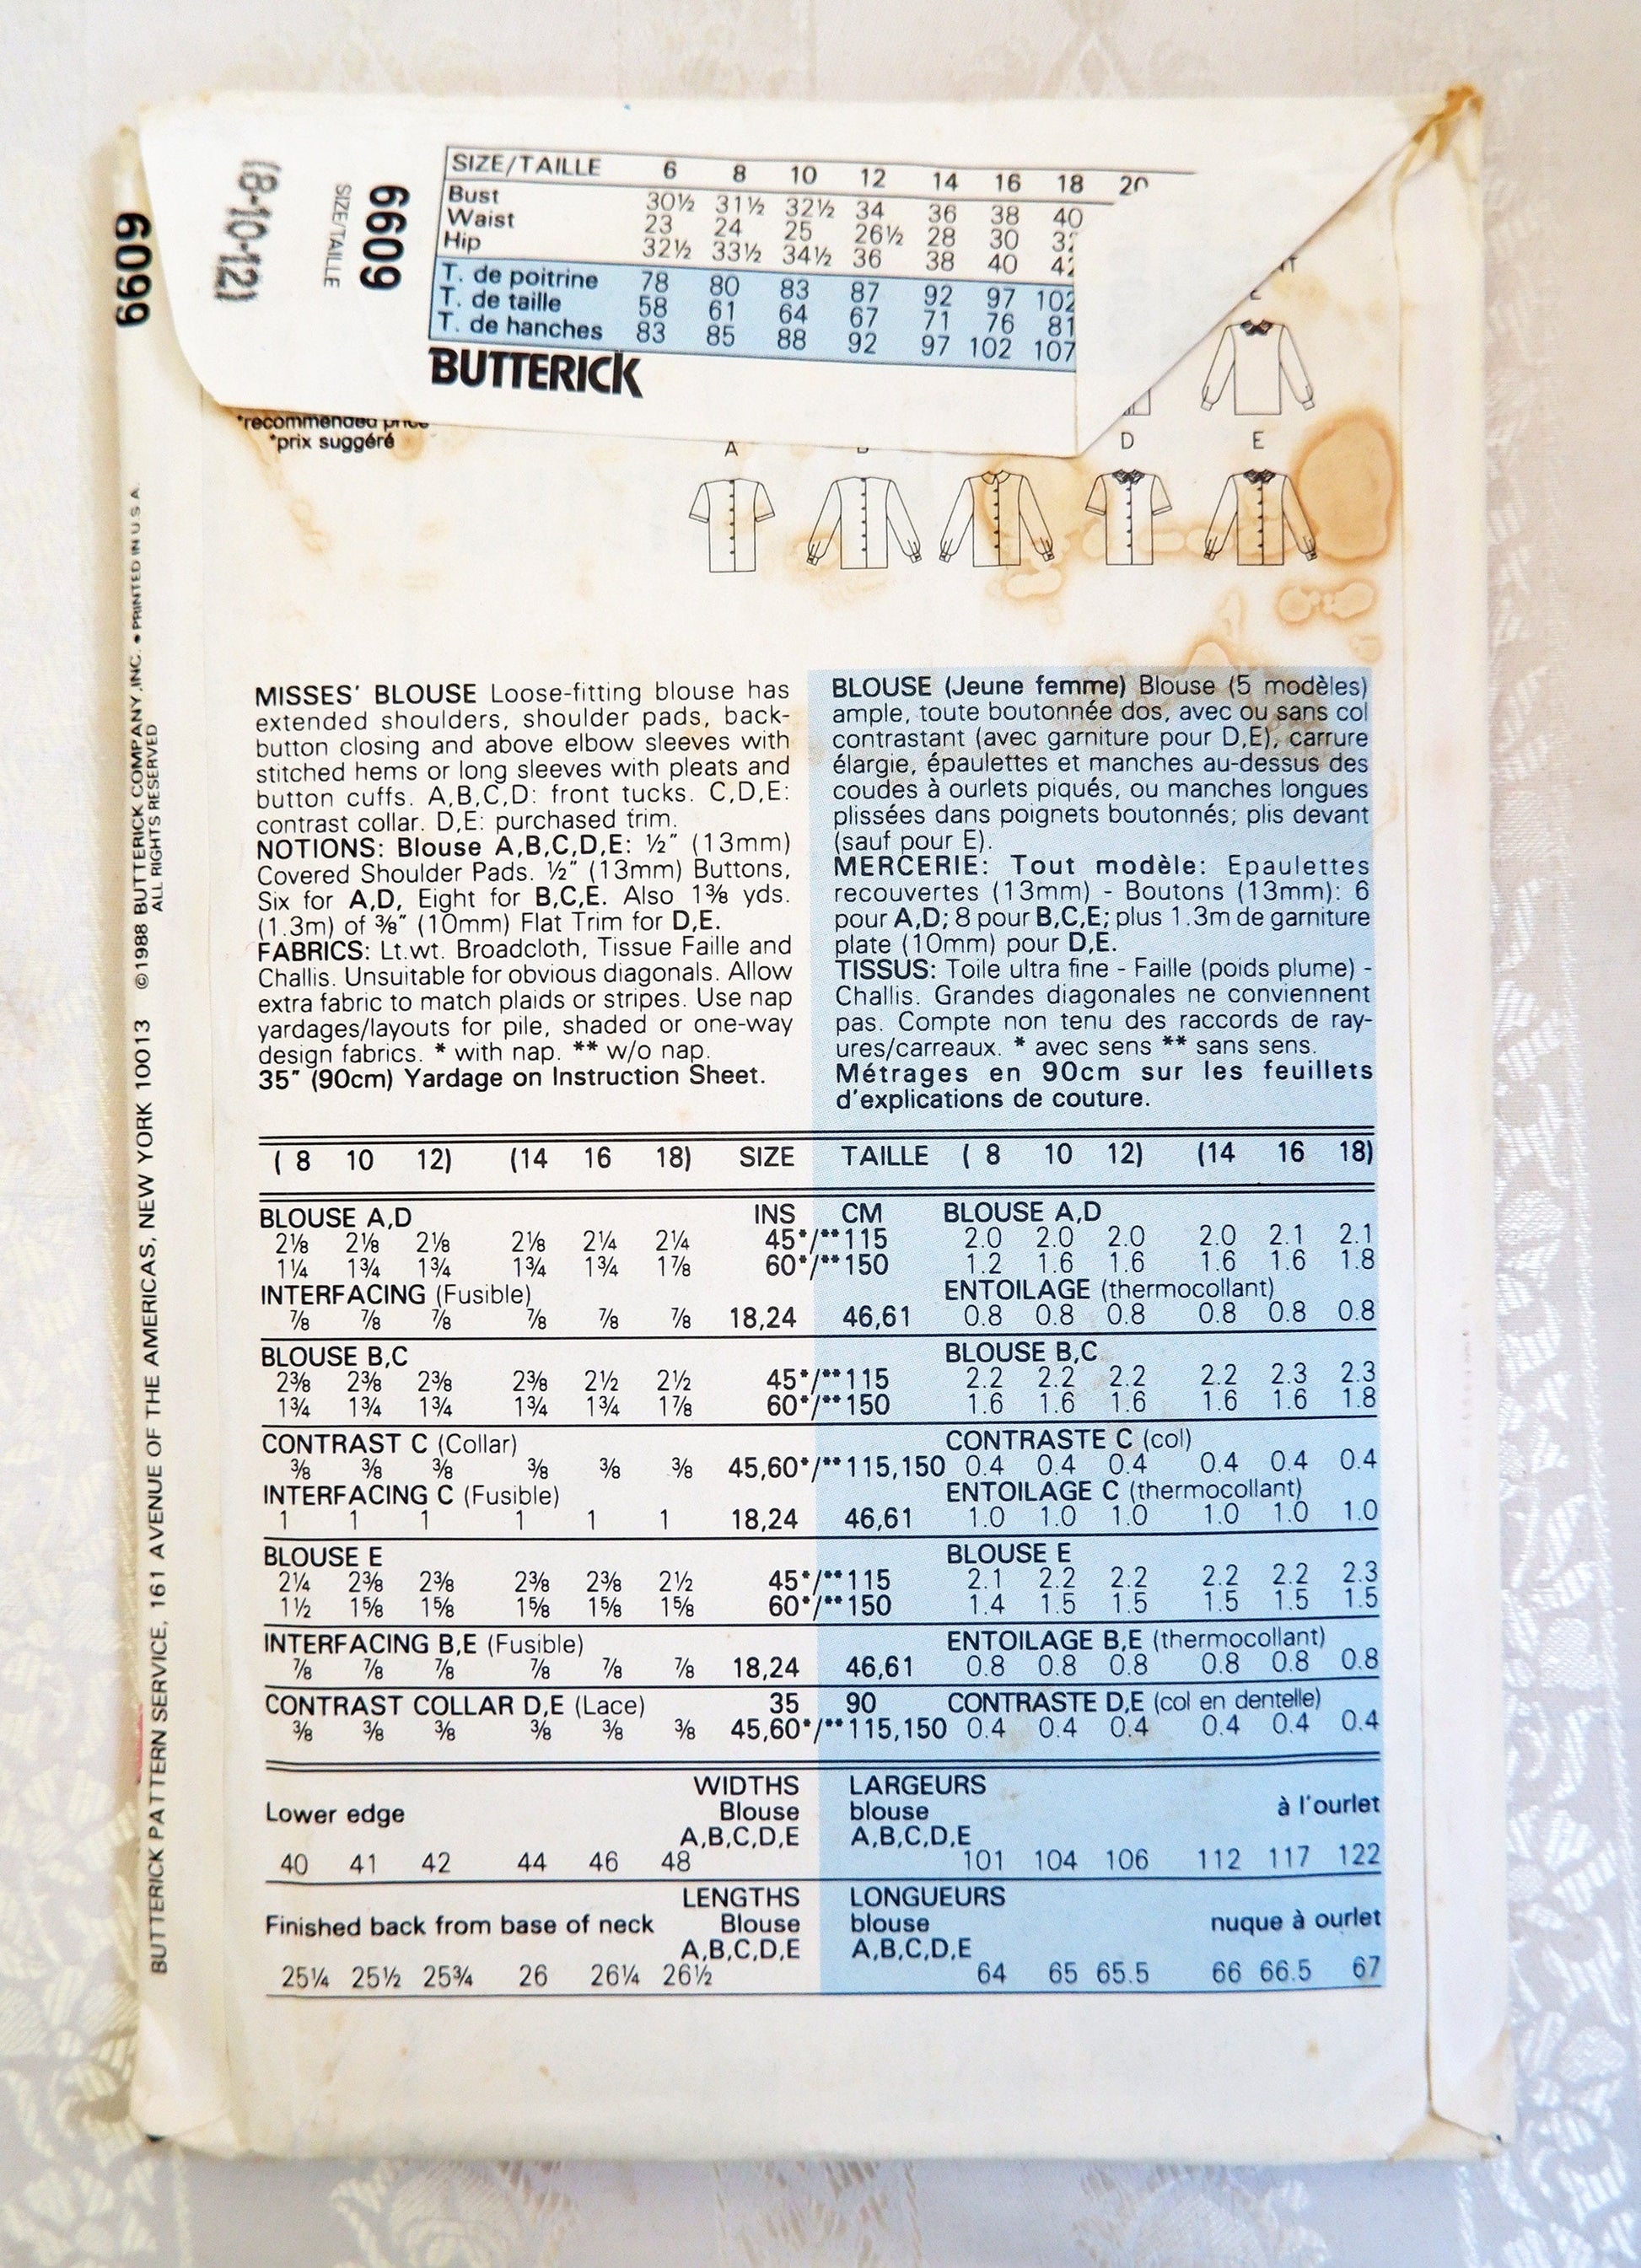 6609
(8-10-12)
SIZE/TAILLE
6609
SIZE/TAILLE 6 8 10 12 14 16 18
Bust 30½ 31½ 32½ 34 36 38 40
Waist 23 24 25 26½ 28 30
Hip 32½ 33½ 34½ 36 38 40
T. de poitrine 78 80 83 87 92 97 102
T. de taille 58 61 64 67 71 76 81
T. de hanches 83 85 88 92 97 102 107
BUTTERICK
*recommended price
*prix suggéré
A D E
MISSES' BLOUSE Loose-fitting blouse has
extended shoulders, shoulder pads, back-
button closing and above elbow sleeves with
stitched hems or long sleeves with pleats and
button cuffs. A,B,C,D: front tucks. C,D,E:
contrast collar. D,E: purchased trim.
NOTIONS: Blouse A,B,C,D,E: ½" (13mm)
Covered Shoulder Pads. ½" (13mm) Buttons,
Six for A,D, Eight for B,C,E. Also 1⅜ yds.
(1.3m) of ⅜" (10mm) Flat Trim for D,E.
FABRICS: Lt.wt. Broadcloth, Tissue Faille and
Challis. Unsuitable for obvious diagonals. Allow
extra fabric to match plaids or stripes. Use nap
yardages/layouts for pile, shaded or one-way
design fabrics. * with nap. ** w/o nap.
35" (90cm) Yardage on Instruction Sheet.
BLOUSE (Jeune femme) Blouse (5 modèles)
ample, toute boutonnée dos, avec ou sans col
contrastant (avec garniture pour D,E), carrure
élargie, épaulettes et manches au-dessus des
coudes à ourlets piqués, ou manches longues
plissées dans poignets boutonnés; plis devant
(sauf pour E).
MERCERIE: Tout modèle: Epaulettes
recouvertes (13mm) - Boutons (13mm): 6
pour A,D; 8 pour B,C,E; plus 1.3m de garniture
plate (10mm) pour D,E.
TISSUS: Toile ultra fine - Faille (poids plume) -
Challis. Grandes diagonales ne conviennent
pas. Compte non tenu des raccords de ray-
ures/carreaux. * avec sens ** sans sens.
Métrages en 90cm sur les feuillets
d'explications de couture.
( 8 10 12) (14 16 18) SIZE TAILLE ( 8 10 12) (14 16 18)
BLOUSE A,D INS CM BLOUSE A,D
2⅛ 2⅛ 2⅛ 2⅛ 2¼ 2¼ 45*/**115 2.0 2.0 2.0 2.0 2.1 2.1
1¼ 1¾ 1¾ 1¾ 1¾ 1⅞ 60*/**150 1.2 1.6 1.6 1.6 1.6 1.8
INTERFACING (Fusible) ENTOILAGE (thermocollant)
⅞ ⅞ ⅞ ⅞ ⅞ ⅞ 18,24 46,61 0.8 0.8 0.8 0.8 0.8 0.8
BLOUSE B,C BLOUSE B,C
2⅜ 2⅜ 2⅜ 2⅜ 2½ 2½ 45*/**115 2.2 2.2 2.2 2.2 2.3 2.3
1¾ 1¾ 1¾ 1¾ 1¾ 1⅞ 60*/**150 1.6 1.6 1.6 1.6 1.6 1.8
CONTRAST C (Collar) CONTRASTE C (col)
⅜ ⅜ ⅜ ⅜ ⅜ ⅜ 45,60*/**115,150 0.4 0.4 0.4 0.4 0.4 0.4
INTERFACING C (Fusible) ENTOILAGE C (thermocollant)
1 1 1 1 1 1 18,24 46,61 1.0 1.0 1.0 1.0 1.0 1.0
BLOUSE E BLOUSE E
2¼ 2⅜ 2⅜ 2⅜ 2⅜ 2½ 45*/**115 2.1 2.2 2.2 2.2 2.2 2.3
1½ 1⅝ 1⅝ 1⅝ 1⅝ 1⅝ 60*/**150 1.4 1.5 1.5 1.5 1.5 1.5
INTERFACING B,E (Fusible) ENTOILAGE B,E (thermocollant)
⅞ ⅞ ⅞ ⅞ ⅞ ⅞ 18,24 46,61 0.8 0.8 0.8 0.8 0.8 0.8
CONTRAST COLLAR D,E (Lace) 35 90 CONTRASTE D,E (col en dentelle)
⅜ ⅜ ⅜ ⅜ ⅜ ⅜ 45,60*/**115,150 0.4 0.4 0.4 0.4 0.4 0.4
WIDTHS LARGEURS
Lower edge Blouse blouse à l'ourlet
A,B,C,D,E A,B,C,D,E
40 41 42 44 46 48 101 104 106 112 117 122
LENGTHS LONGUEURS
Finished back from base of neck Blouse blouse nuque à ourlet
A,B,C,D,E A,B,C,D,E
25¼ 25½ 25¾ 26 26¼ 26½ 64 65 65.5 66 66.5 67
BUTTERICK PATTERN SERVICE, 161 AVENUE OF THE AMERICAS, NEW YORK 10013 ©1988 BUTTERICK COMPANY, INC. • PRINTED IN U S A
ALL RIGHTS RESERVED